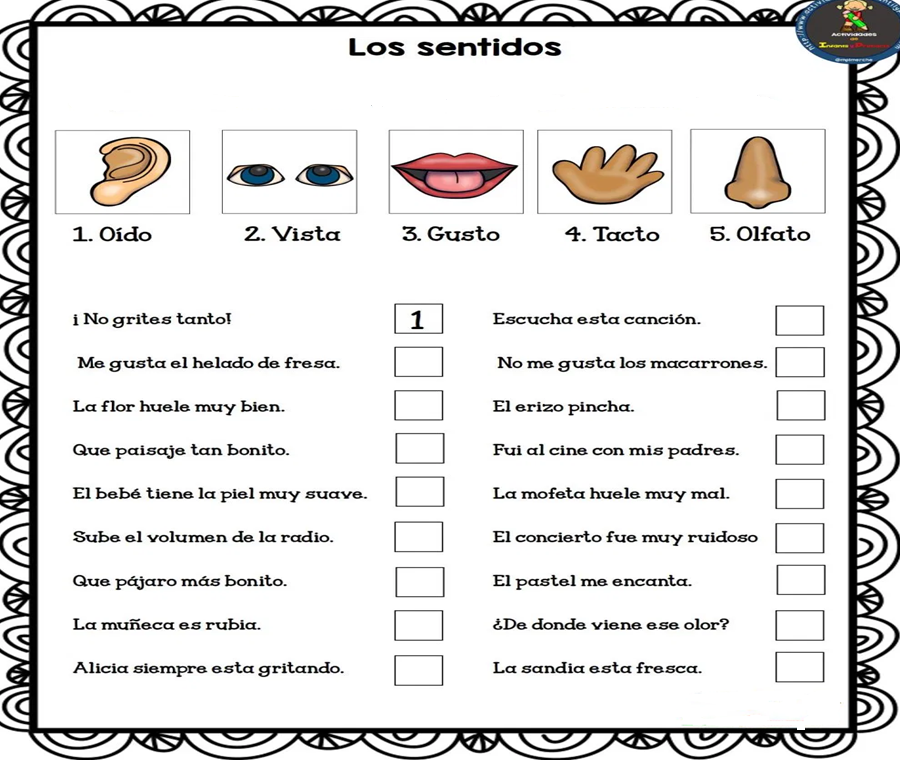 Los sentidos
Actividades
1. Oído
2. Vista
3. Gusto
4. Tacto
5. Olfato
¡ No grites tanto! 1
Escucha esta canción.
Me gusta el helado de fresa.
No me gusta los macarrones.
La flor huele muy bien.
El erizo pincha.
Que paisaje tan bonito.
Fui al cine con mis padres.
El bebé tiene la piel muy suave.
La mofeta huele muy mal.
Sube el volumen de la radio.
El concierto fue muy ruidoso
Que pájaro más bonito.
El pastel me encanta.
La muñeca es rubia.
¿De donde viene ese olor?
Alicia siempre esta gritando.
La sandia esta fresca.